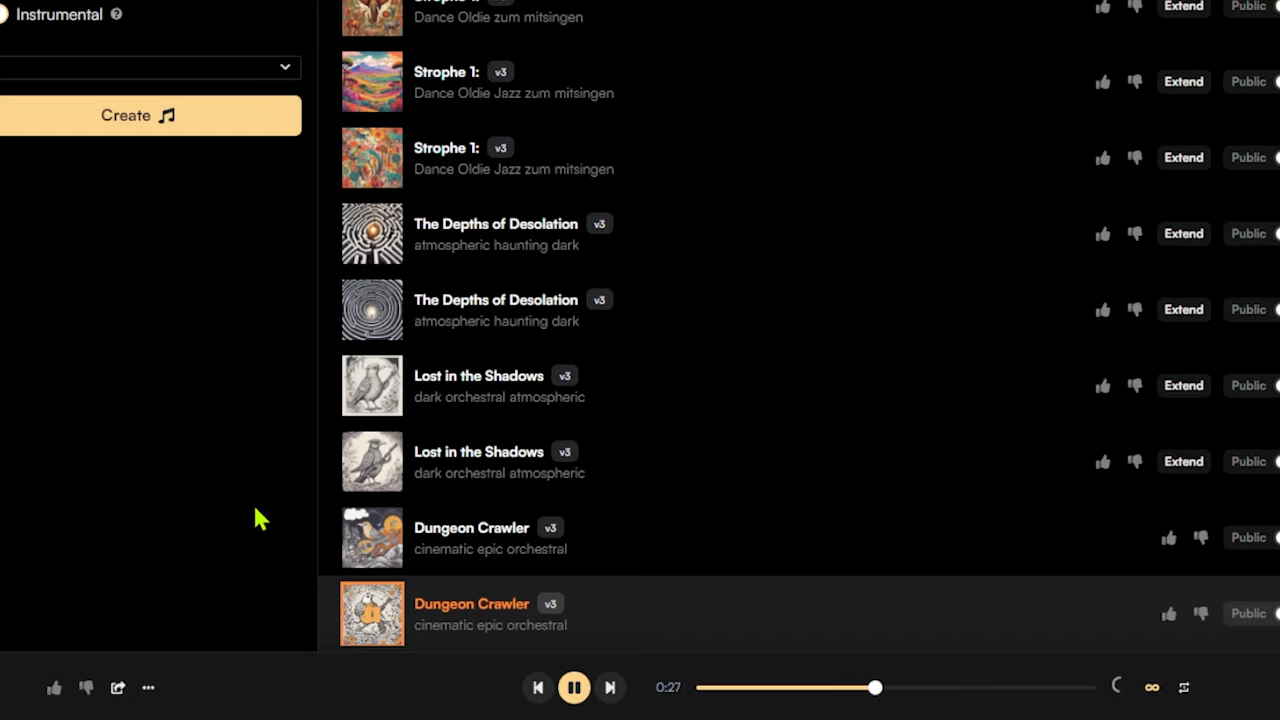 Instrumental
Dance Oldie zum mitsingen
Extend
Public
Create
Strophe 1: v3
Dance Oldie Jazz zum mitsingen
Extend
Public
Strophe 1: v3
Dance Oldie Jazz zum mitsingen
Extend
Public
The Depths of Desolation v3
atmospheric haunting dark
Extend
Public
The Depths of Desolation v3
atmospheric haunting dark
Extend
Public
Lost in the Shadows v3
dark orchestral atmospheric
Extend
Public
Lost in the Shadows v3
dark orchestral atmospheric
Extend
Public
Dungeon Crawler v3
cinematic epic orchestral
Public
Dungeon Crawler v3
cinematic epic orchestral
Public
0:27